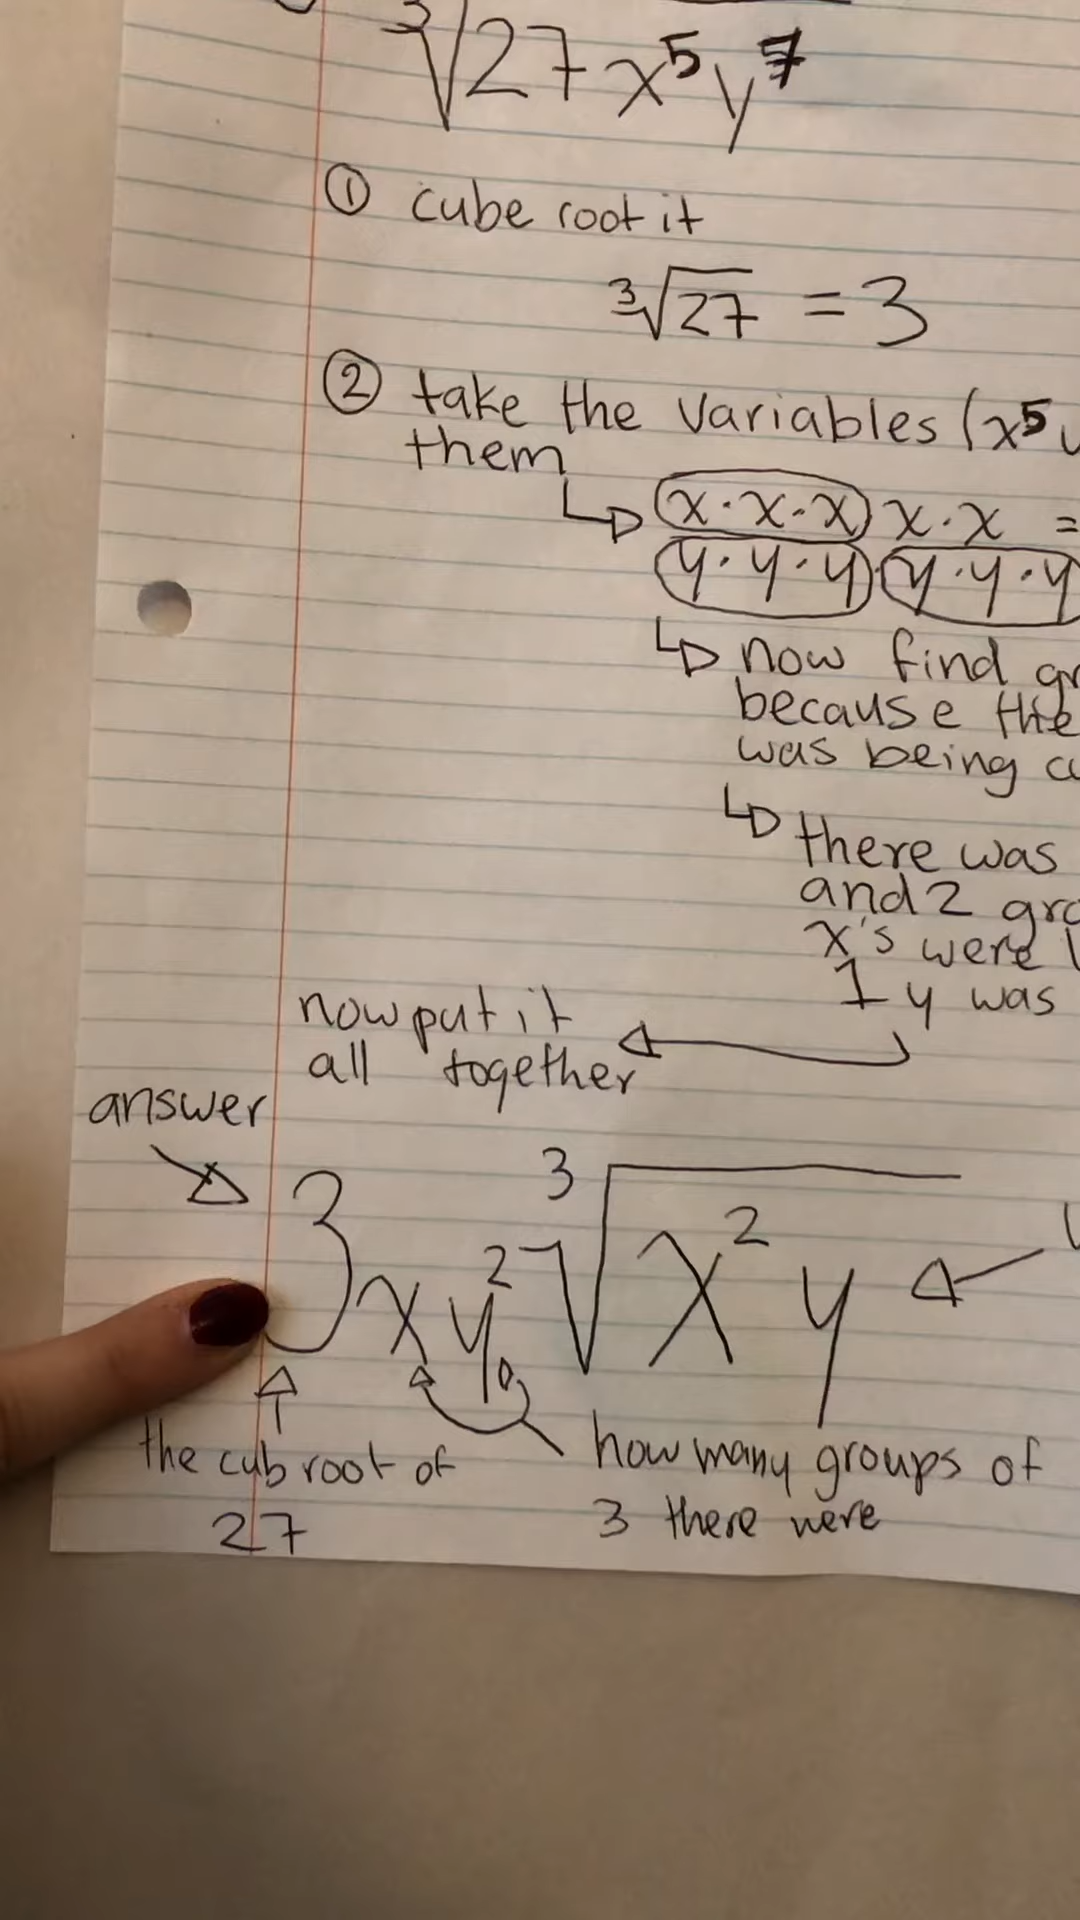 ∛27x⁵y⁷
① cube root it
∛27 = 3
② take the variables (x⁵
them
x·x·x x·x =
y·y·y y·y·y
now find
because the
was being
there was
and 2
x's were
1 y was
now put it
all together
answer
3xy² ∛x²y
the cub root of
27
how many groups of
3 there were